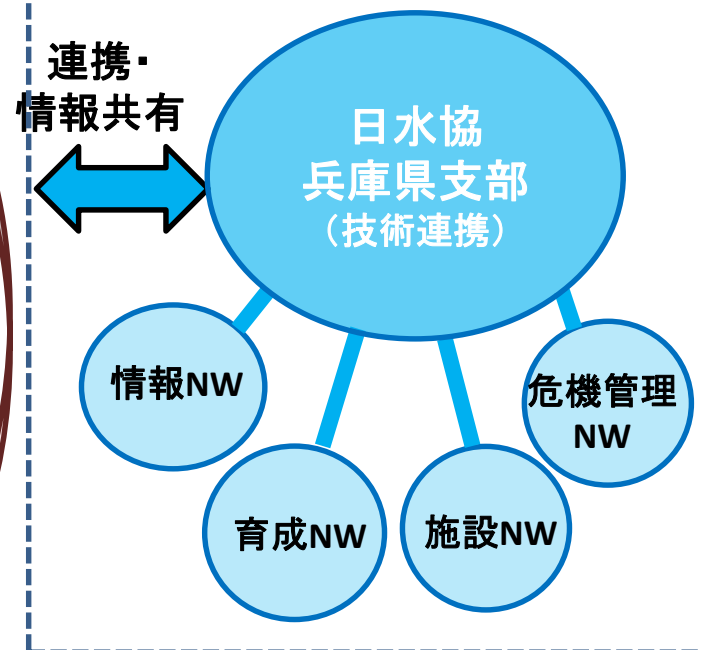 連携・
情報共有
日水協
兵庫県支部
（技術連携）
情報NW
危機管理
NW
育成NW
施設NW